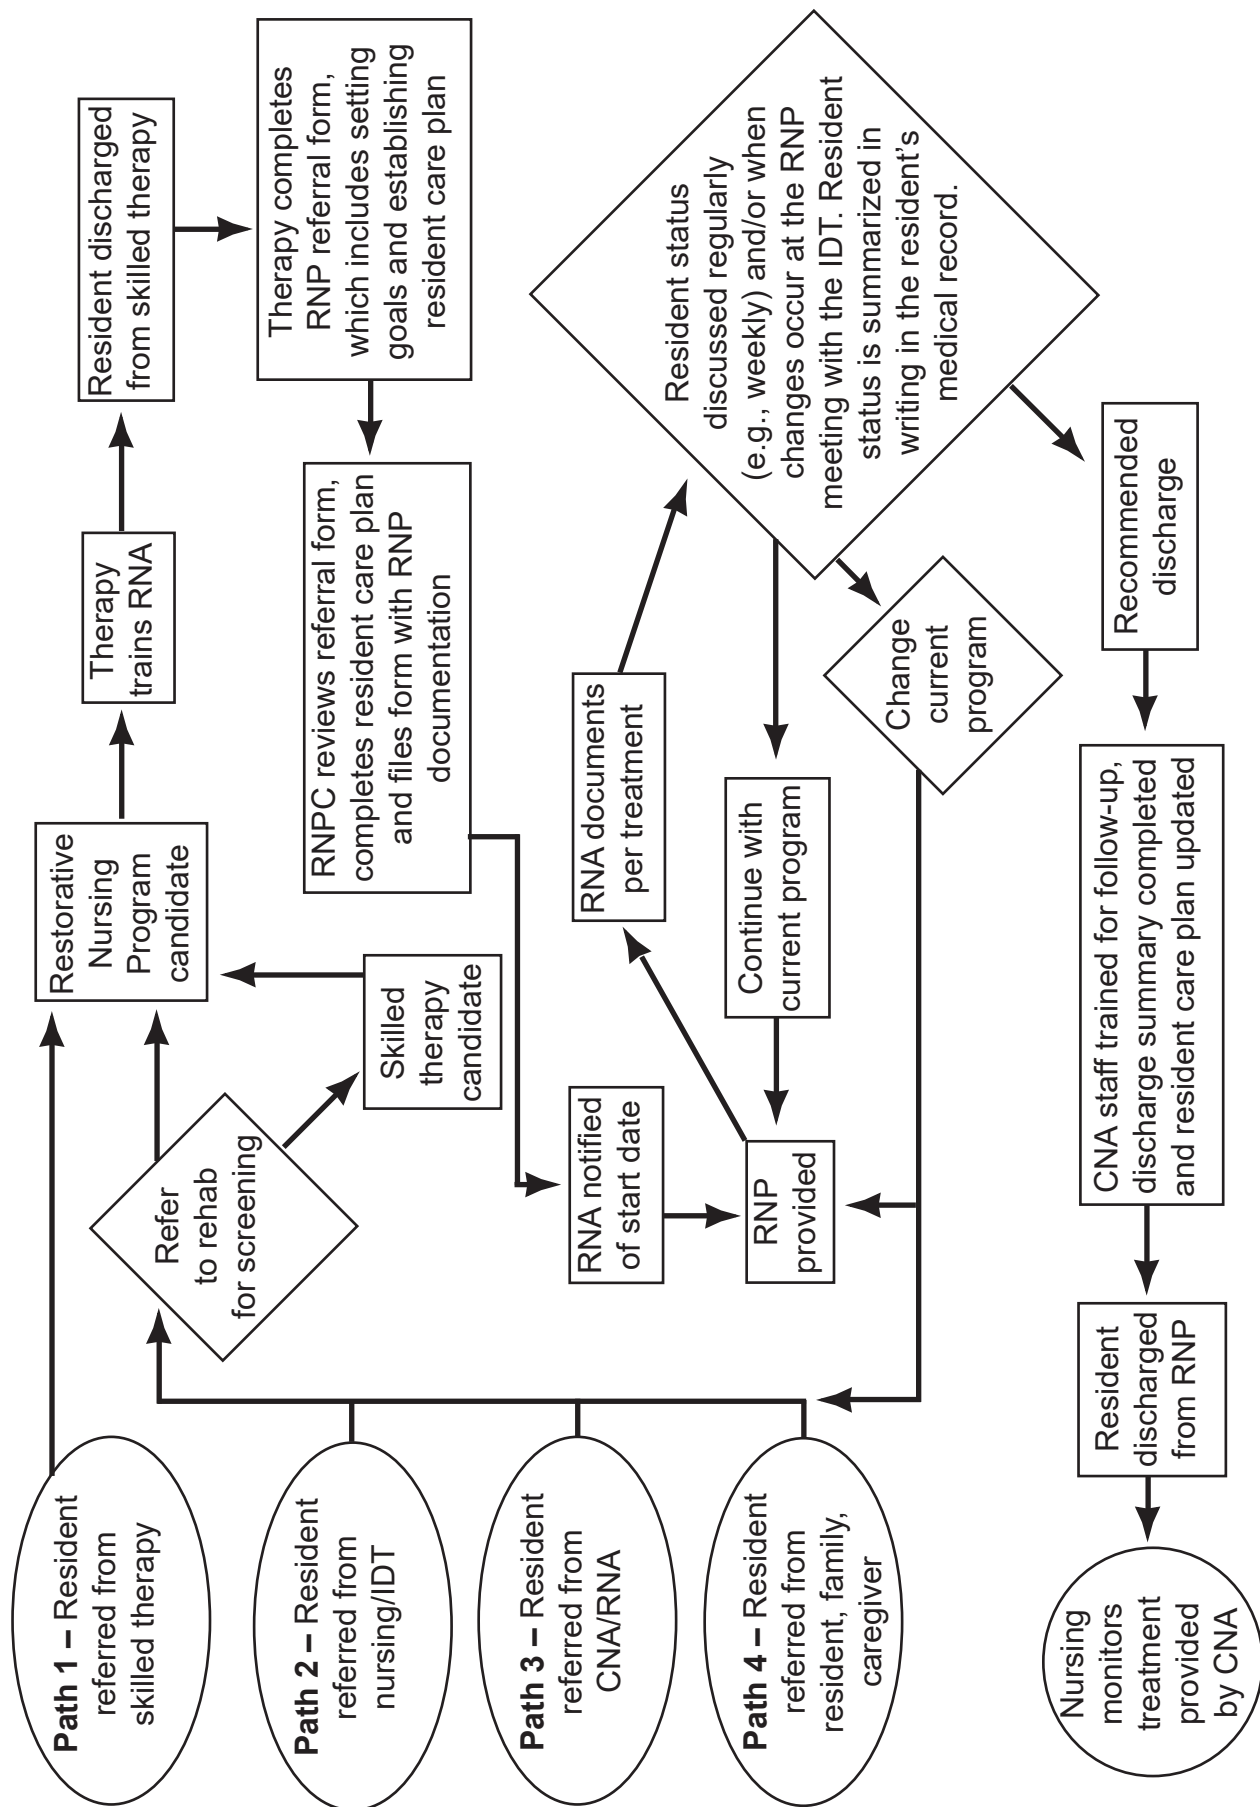 Path 1 – Resident
referred from
skilled therapy
Path 2 – Resident
referred from
nursing/IDT
Path 3 – Resident
referred from
CNA/RNA
Path 4 – Resident
referred from
resident, family,
caregiver
Refer
to rehab
for screening
Skilled
therapy
candidate
Restorative
Nursing
Program
candidate
Therapy
trains RNA
Resident discharged
from skilled therapy
Therapy completes
RNP referral form,
which includes setting
goals and establishing
resident care plan
RNPC reviews referral form,
completes resident care plan
and files form with RNP
documentation
RNA notified
of start date
RNP
provided
RNA documents
per treatment
Continue with
current program
Resident status
discussed regularly
(e.g., weekly) and/or when
changes occur at the RNP
meeting with the IDT. Resident
status is summarized in
writing in the resident's
medical record.
Change
current
program
Recommended
discharge
CNA staff trained for follow-up,
discharge summary completed
and resident care plan updated
Resident
discharged
from RNP
Nursing
monitors
treatment
provided
by CNA